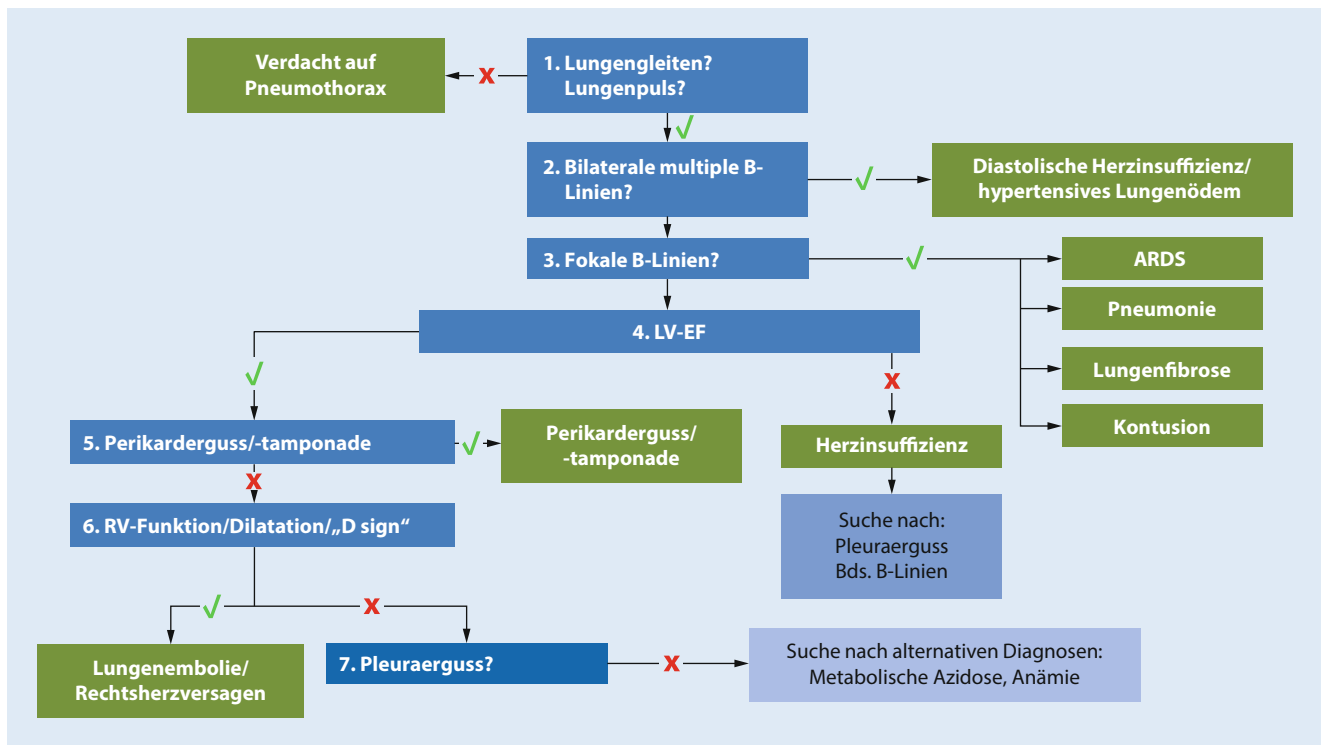 Verdacht auf
Pneumothorax
X
1. Lungengleiten?
Lungenpuls?
√
2. Bilaterale multiple B-
Linien?
√
Diastolische Herzinsuffizienz/
hypertensives Lungenödem
3. Fokale B-Linien?
√
ARDS
Pneumonie
Lungenfibrose
Kontusion
4. LV-EF
√
X
5. Perikarderguss/-tamponade
√
Perikarderguss/
-tamponade
Herzinsuffizienz
X
6. RV-Funktion/Dilatation/„D sign“
Suche nach:
Pleuraerguss
Bds. B-Linien
√
X
Lungenembolie/
Rechtsherzversagen
7. Pleuraerguss?
X
Suche nach alternativen Diagnosen:
Metabolische Azidose, Anämie